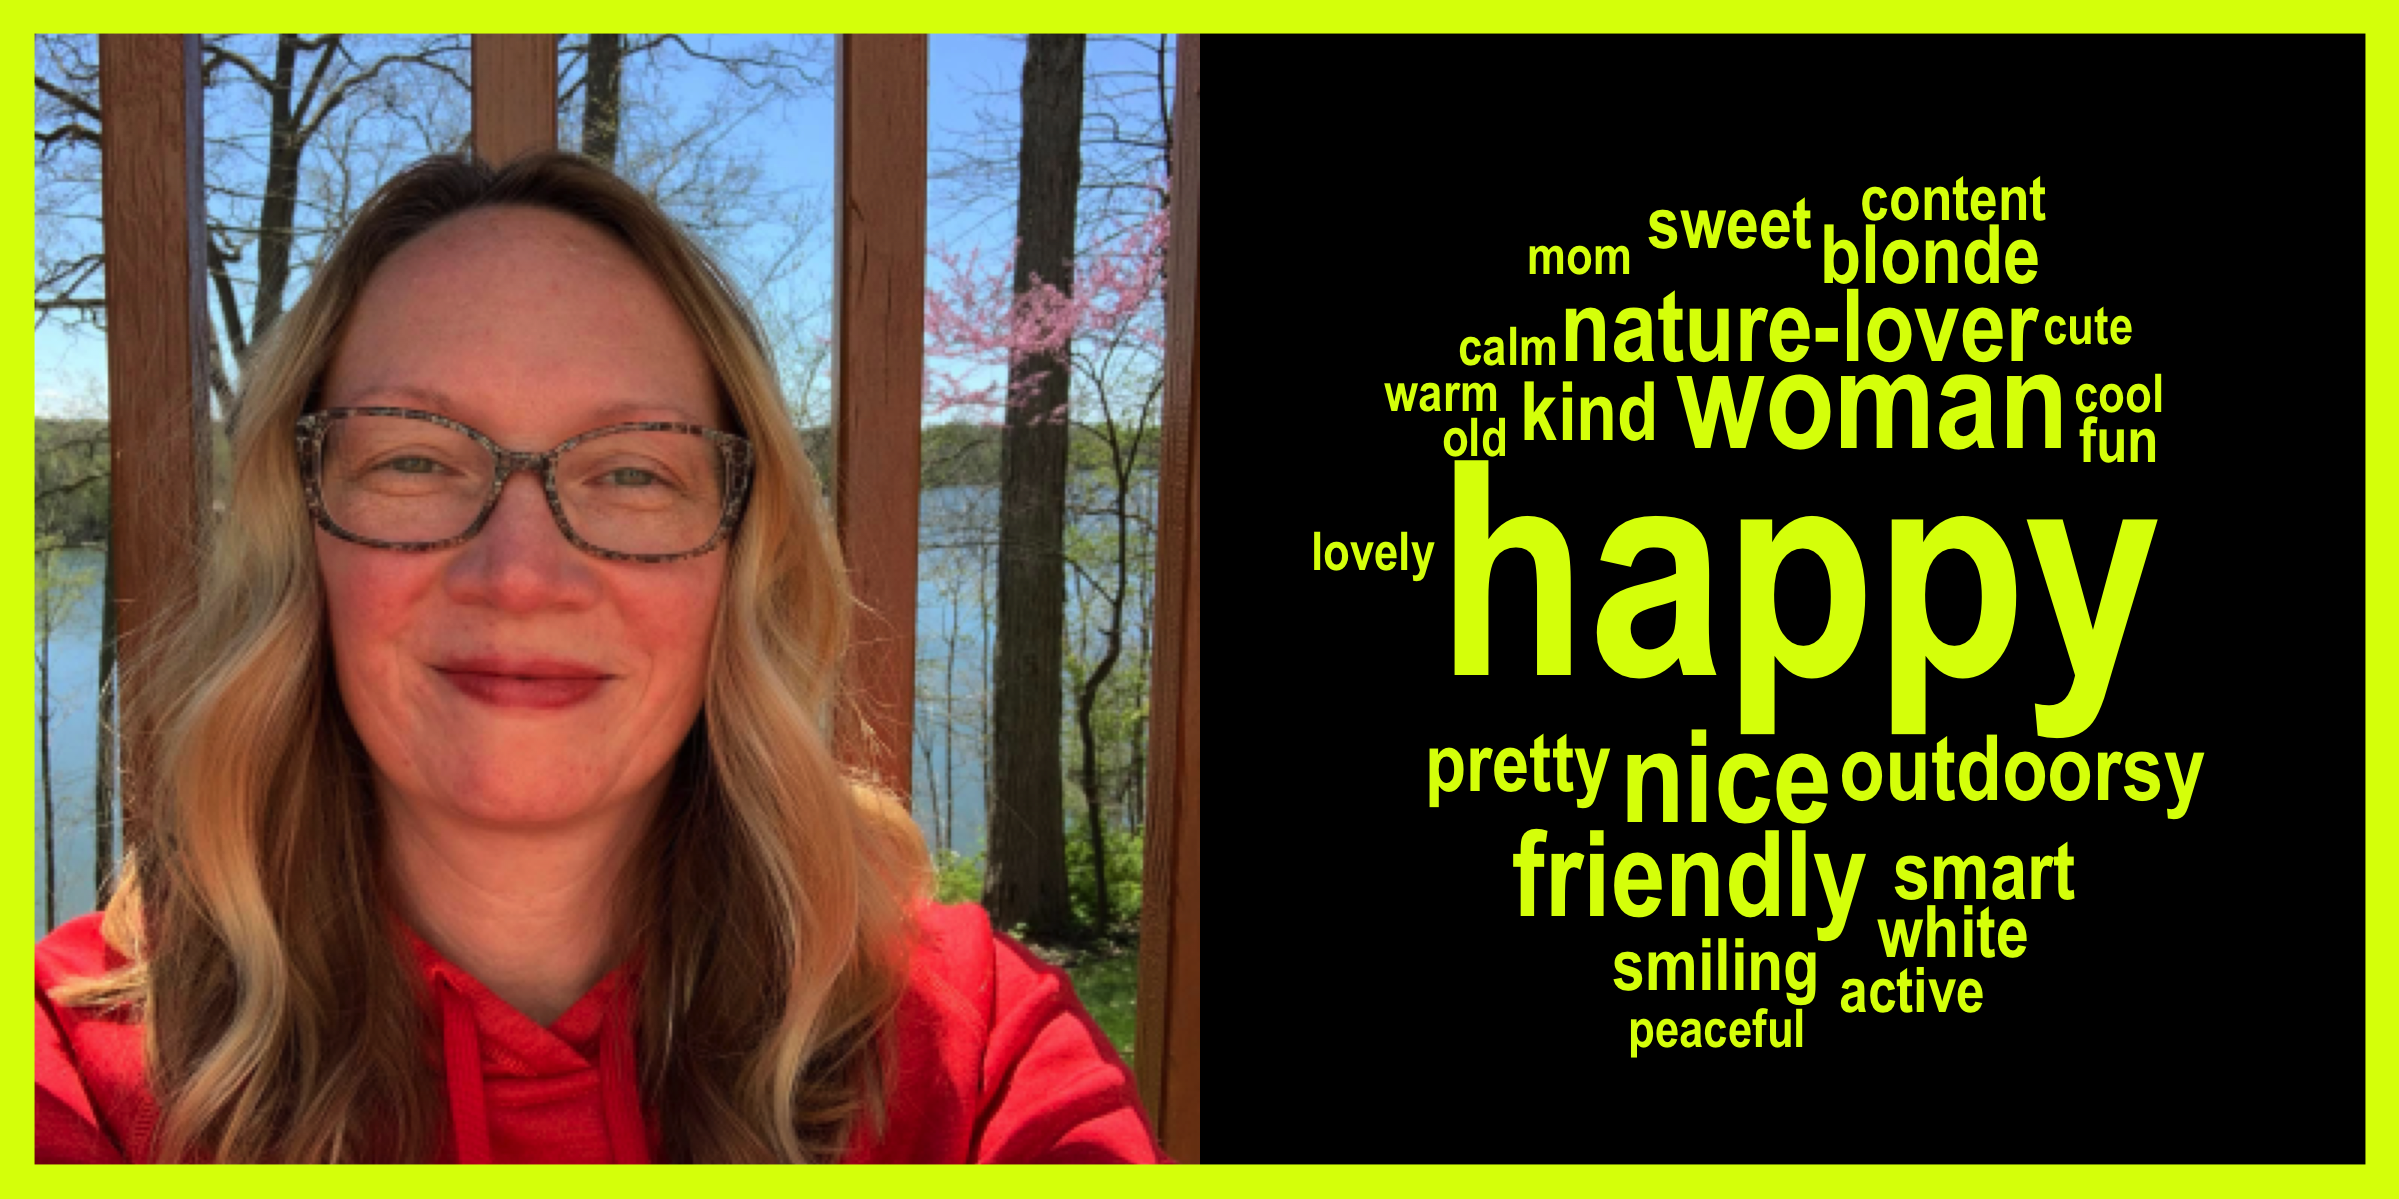 content
sweet
mom
blonde
nature-lover
cute
calm
warm
kind
woman
cool
old
fun
happy
lovely
pretty
nice
outdoorsy
friendly
smart
white
smiling
active
peaceful